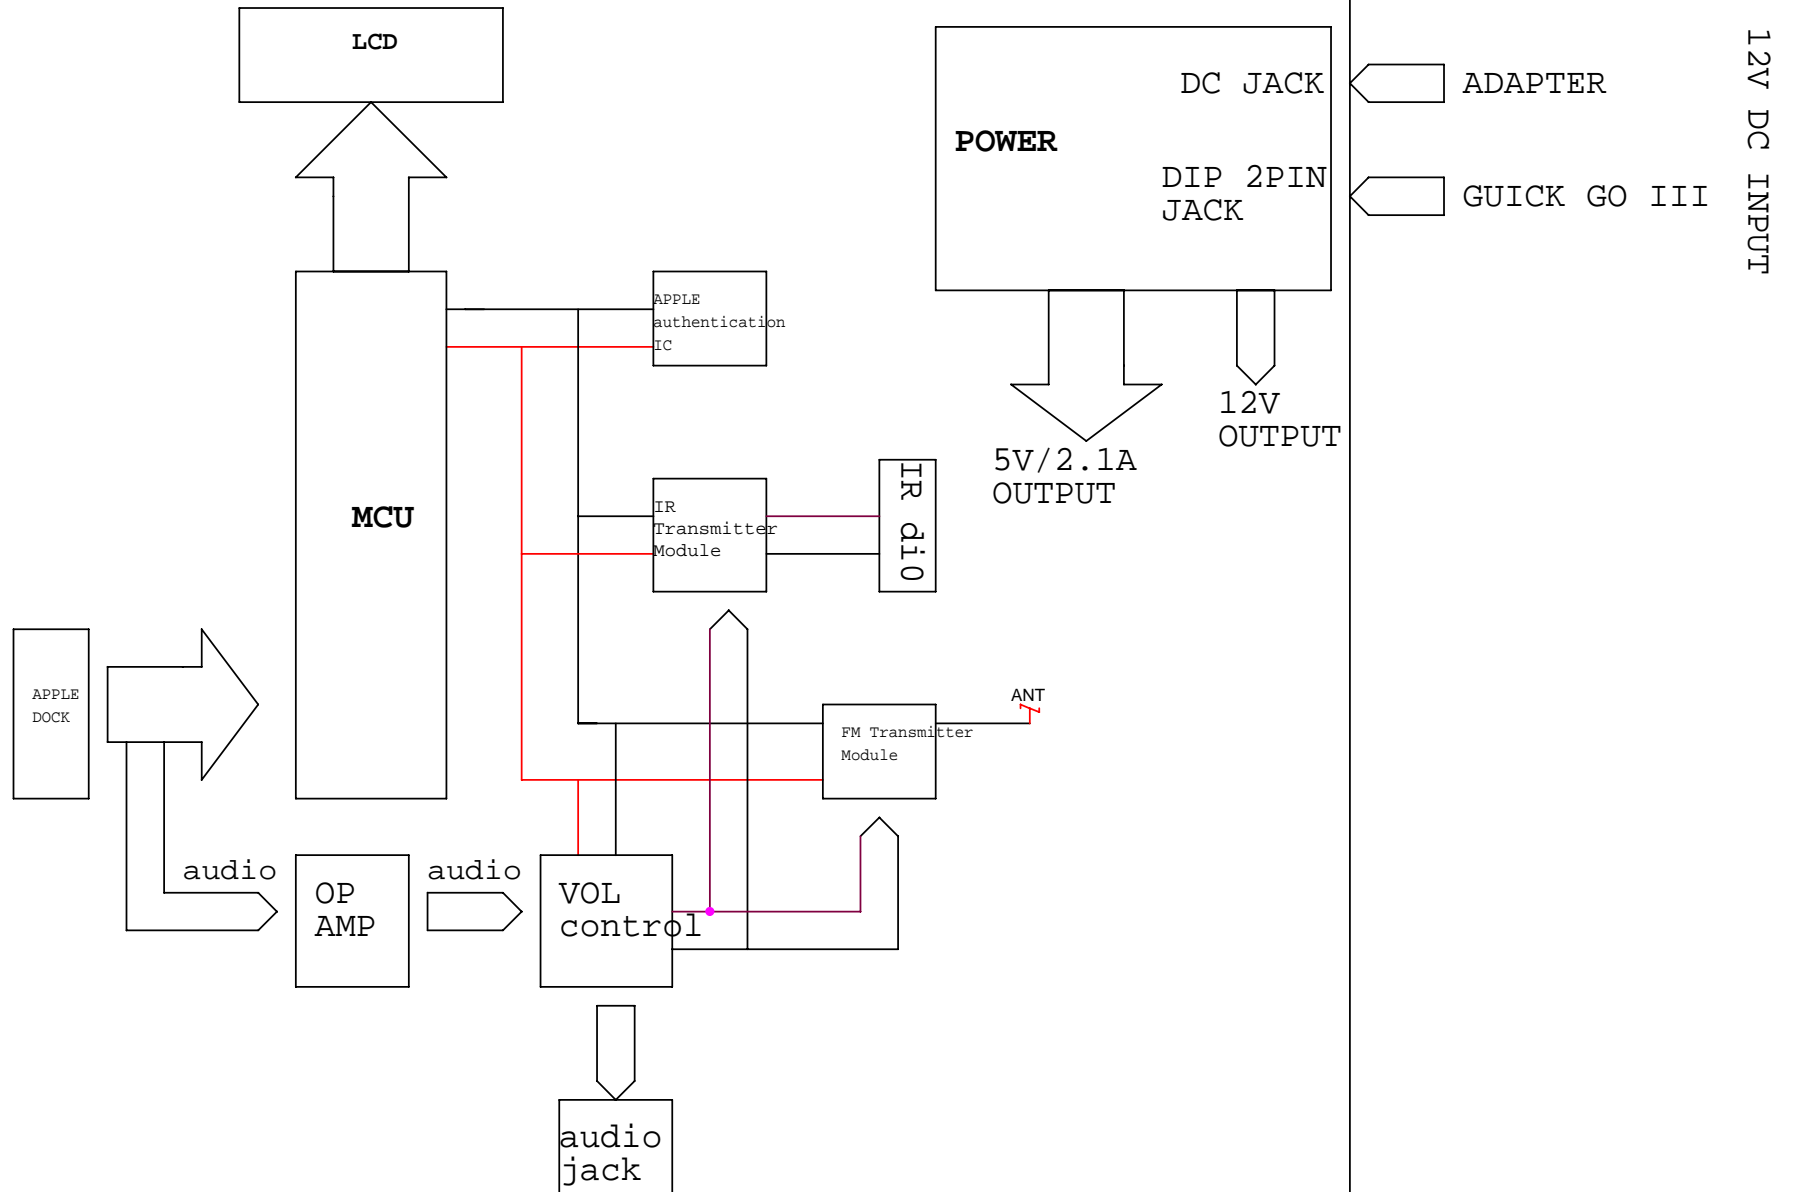 LCD
DC JACK
ADAPTER
POWER
DIP 2PIN
JACK
GUICK GO III
12V DC INPUT
APPLE
authentication
IC
12V
OUTPUT
5V/2.1A
OUTPUT
MCU
IR
Transmitter
Module
IR di0
APPLE
DOCK
ANT
FM Transmitter
Module
audio
audio
OP
AMP
VOL
control
audio
jack